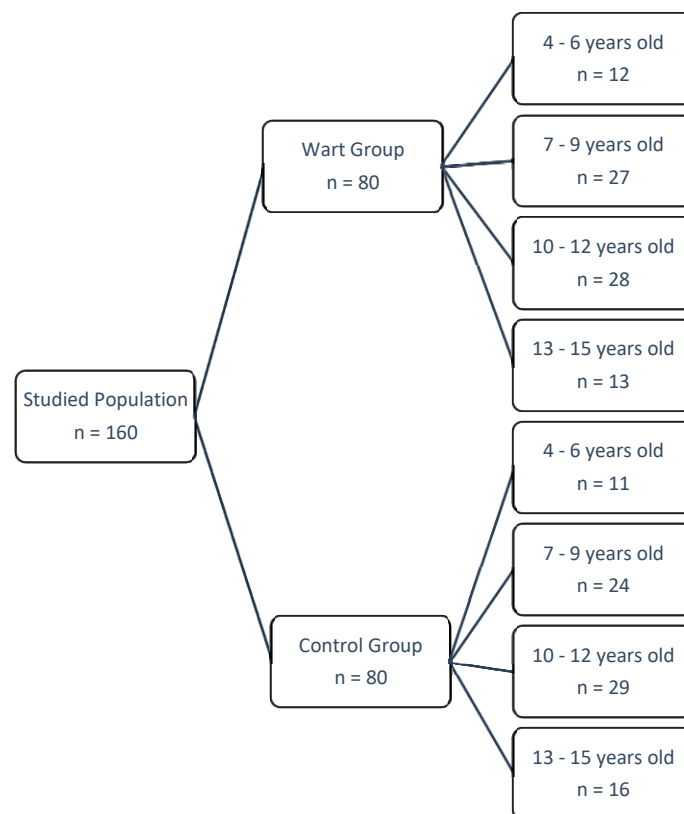 Studied Population
n = 160
Wart Group
n = 80
4 - 6 years old
n = 12
7 - 9 years old
n = 27
10 - 12 years old
n = 28
13 - 15 years old
n = 13
Control Group
n = 80
4 - 6 years old
n = 11
7 - 9 years old
n = 24
10 - 12 years old
n = 29
13 - 15 years old
n = 16